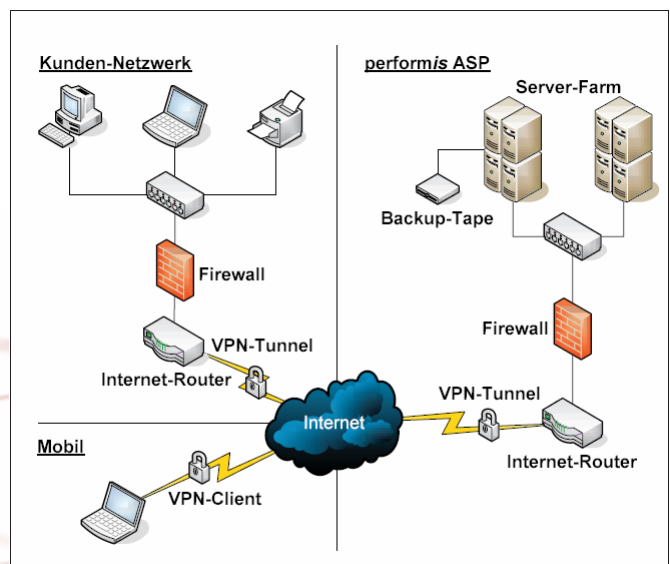 Kunden-Netzwerk
Firewall
VPN-Tunnel
Internet-Router
performis ASP
Server-Farm
Backup-Tape
Firewall
VPN-Tunnel
Internet-Router
Internet
Mobil
VPN-Client